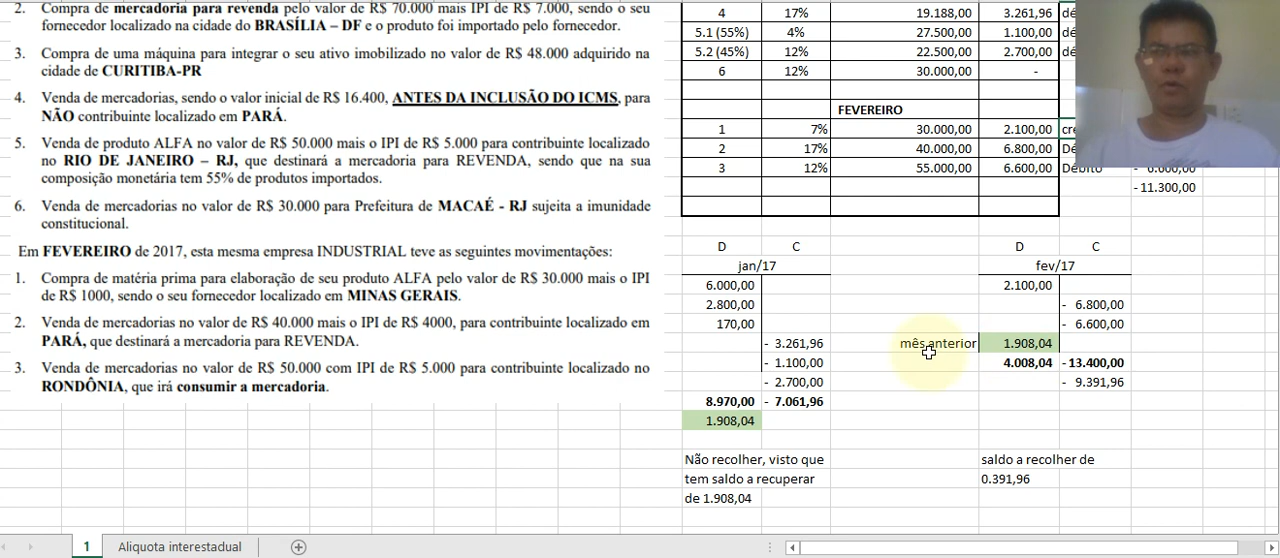 2. Compra de mercadoria para revenda pelo valor de R$ 70.000 mais IPI de R$ 7.000, sendo o seu
fornecedor localizado na cidade do BRASÍLIA – DF e o produto foi importado pelo fornecedor.
3. Compra de uma máquina para integrar o seu ativo imobilizado no valor de R$ 48.000 adquirido na
cidade de CURITIBA-PR
4. Venda de mercadorias, sendo o valor inicial de R$ 16.400, ANTES DA INCLUSÃO DO ICMS, para
NÃO contribuinte localizado em PARÁ.
5. Venda de produto ALFA no valor de R$ 50.000 mais o IPI de R$ 5.000 para contribuinte localizado
no RIO DE JANEIRO – RJ, que destinará a mercadoria para REVENDA, sendo que na sua
composição monetária tem 55% de produtos importados.
6. Venda de mercadorias no valor de R$ 30.000 para Prefeitura de MACAÉ - RJ sujeita a imunidade
constitucional.
Em FEVEREIRO de 2017, esta mesma empresa INDUSTRIAL teve as seguintes movimentações:
1. Compra de matéria prima para elaboração de seu produto ALFA pelo valor de R$ 30.000 mais o IPI
de R$ 1000, sendo o seu fornecedor localizado em MINAS GERAIS.
2. Venda de mercadorias no valor de R$ 40.000 mais o IPI de R$ 4000, para contribuinte localizado em
PARÁ, que destinará a mercadoria para REVENDA.
3. Venda de mercadorias no valor de R$ 50.000 com IPI de R$ 5.000 para contribuinte localizado no
RONDÔNIA, que irá consumir a mercadoria.
4 17% 19.188,00 3.261,96 dé
5.1 (55%) 4% 27.500,00 1.100,00 dé
5.2 (45%) 12% 22.500,00 2.700,00 dé
6 12% 30.000,00 -
FEVEREIRO
1 7% 30.000,00 2.100,00 cre
2 17% 40.000,00 6.800,00 Dé
3 12% 55.000,00 6.600,00 Débito - 6.600,00
- 11.300,00
D C D C
jan/17 fev/17
6.000,00 2.100,00
2.800,00 - 6.800,00
170,00 - 6.600,00
- 3.261,96 mês anterior 1.908,04
- 1.100,00 4.008,04 - 13.400,00
- 2.700,00 - 9.391,96
8.970,00 - 7.061,96
1.908,04
Não recolher, visto que saldo a recolher de
tem saldo a recuperar 0.391,96
de 1.908,04
1 Aliquota interestadual